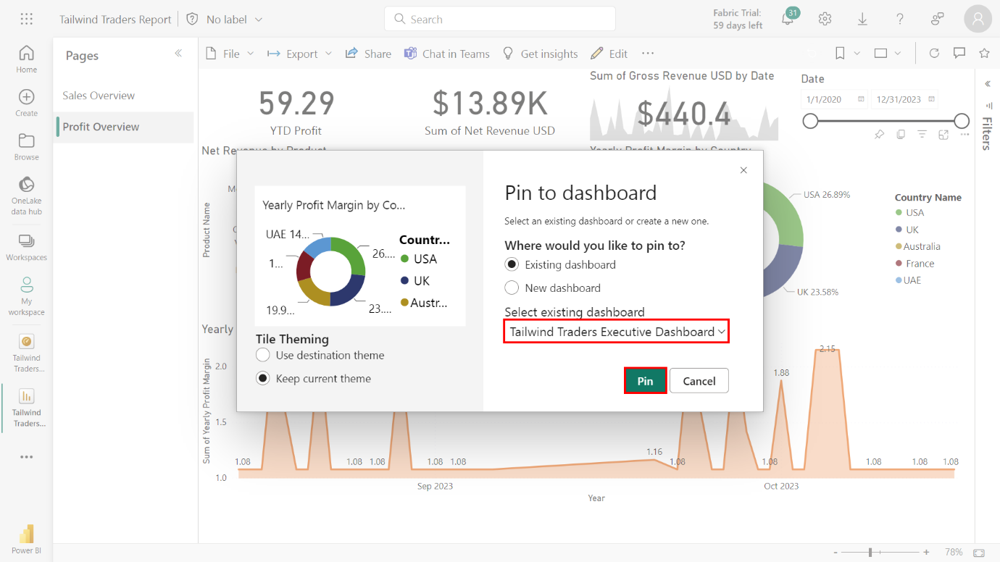 Tailwind Traders Report
No label
Search
Fabric Trial:
59 days left
31
Home
Create
Browse
OneLake
data hub
Workspaces
My
workspace
Tailwind
Traders...
Tailwind
Traders...
Power BI
Pages
Sales Overview
Profit Overview
File
Export
Share
Chat in Teams
Get insights
Edit
59.29
YTD Profit
$13.89K
Sum of Net Revenue USD
Sum of Gross Revenue USD by Date
$440.4
Date
1/1/2020
12/31/2023
Filters
Net Revenue by Product
Yearly Profit Margin by Country
Product Name
USA 26.89%
UK 23.58%
Country Name
USA
UK
Australia
France
UAE
Yearly Profit Margin by Co...
UAE 14...
1...
19.9...
26....
23....
Countr...
USA
UK
Austr...
Tile Theming
Use destination theme
Keep current theme
Pin to dashboard
Select an existing dashboard or create a new one.
Where would you like to pin to?
Existing dashboard
New dashboard
Select existing dashboard
Tailwind Traders Executive Dashboard
Pin
Cancel
Yearly
Sum of Yearly Profit Margin
2.0
1.5
1.0
1.08
1.08
1.08
1.08
1.08
1.16
1.08
1.88
1.08
2.15
1.08
1.08
1.08
Sep 2023
Oct 2023
Year
78%